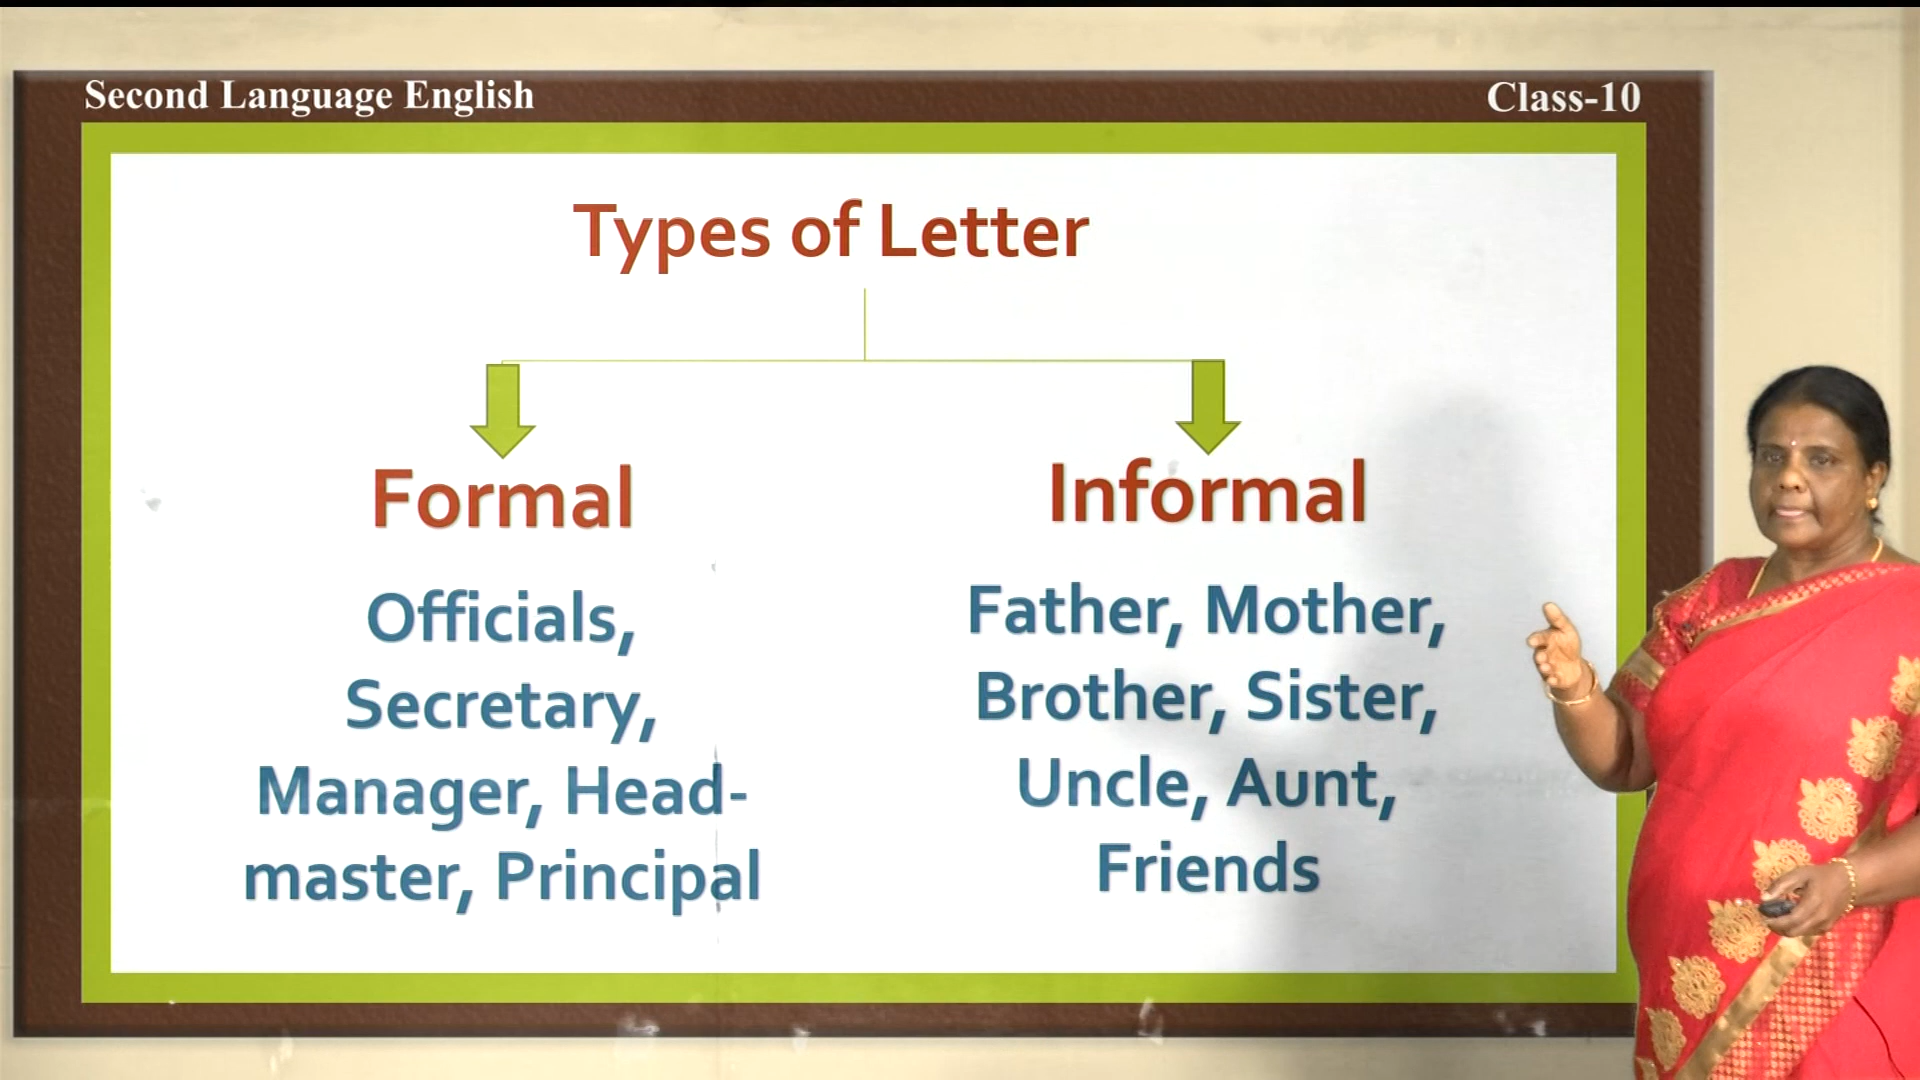 Second Language English
Class-10
Types of Letter
Formal
Officials,
Secretary,
Manager, Head-
master, Principal
Informal
Father, Mother,
Brother, Sister,
Uncle, Aunt,
Friends